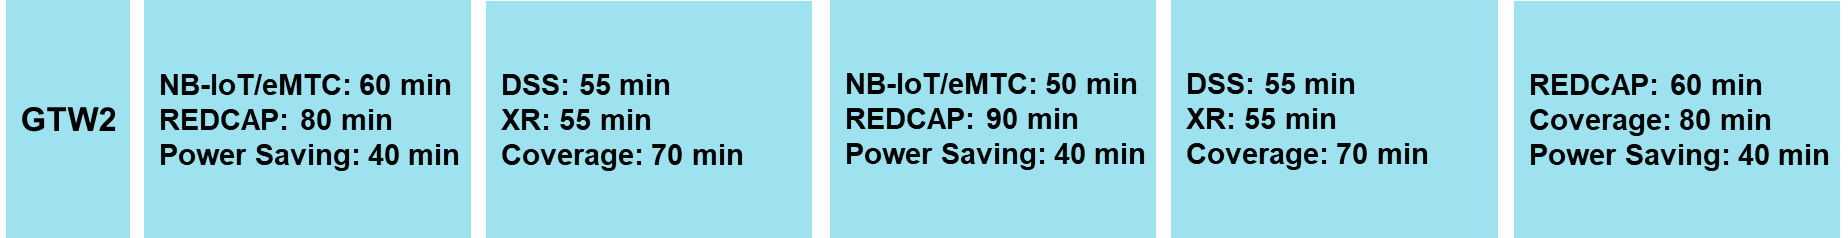 GTW2
NB-IoT/eMTC: 60 min
REDCAP: 80 min
Power Saving: 40 min
DSS: 55 min
XR: 55 min
Coverage: 70 min
NB-IoT/eMTC: 50 min
REDCAP: 90 min
Power Saving: 40 min
DSS: 55 min
XR: 55 min
Coverage: 70 min
REDCAP: 60 min
Coverage: 80 min
Power Saving: 40 min